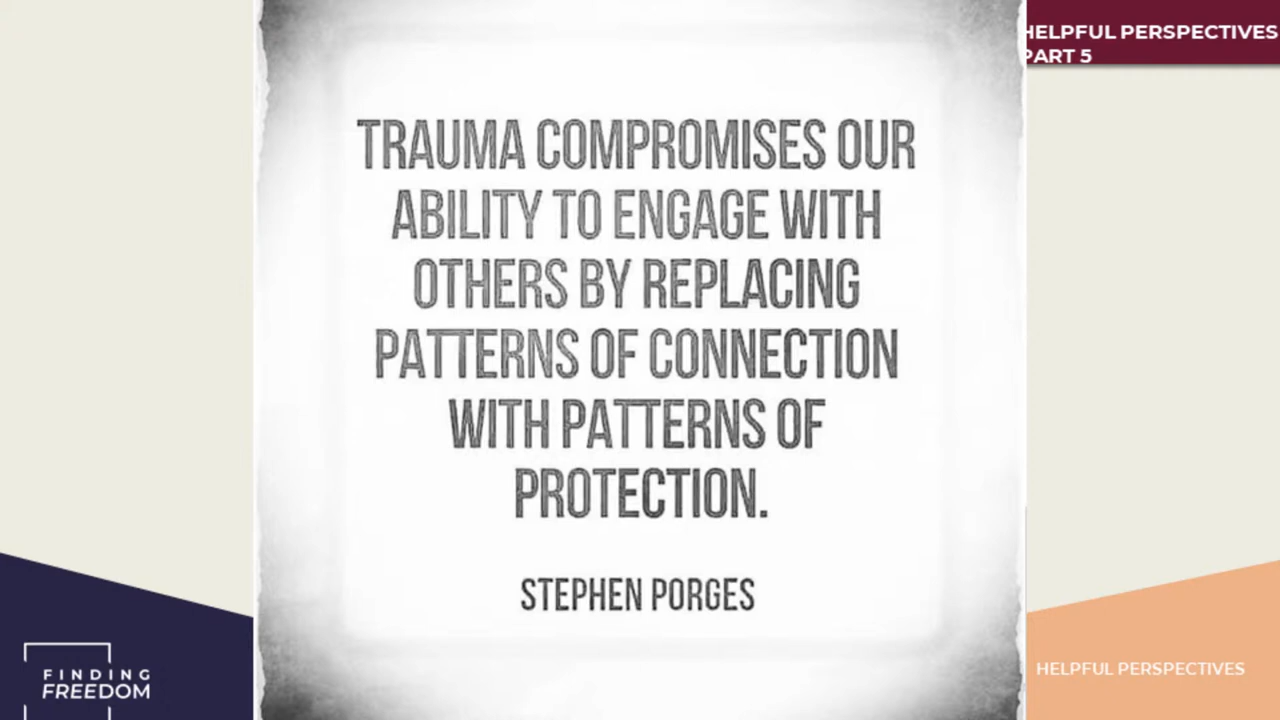 HELPFUL PERSPECTIVES
PART 5
TRAUMA COMPROMISES OUR
ABILITY TO ENGAGE WITH
OTHERS BY REPLACING
PATTERNS OF CONNECTION
WITH PATTERNS OF
PROTECTION.
STEPHEN PORGES
FINDING
FREEDOM
HELPFUL PERSPECTIVES